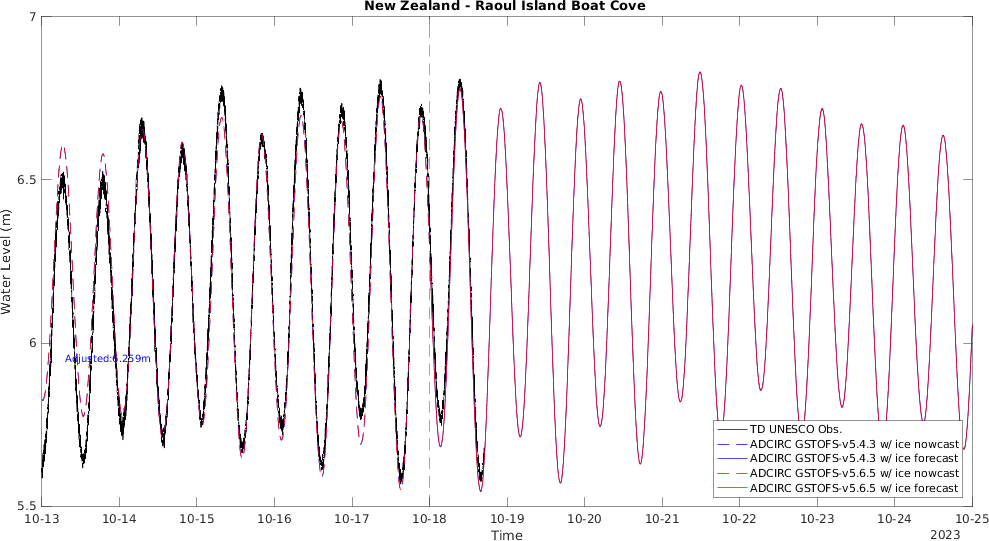 New Zealand - Raoul Island Boat Cove
Water Level (m)
7
6.5
6
5.5
Adjusted:6.259m
TD UNESCO Obs.
ADCIRC GSTOFS-v5.4.3 w/ ice nowcast
ADCIRC GSTOFS-v5.4.3 w/ ice forecast
ADCIRC GSTOFS-v5.6.5 w/ ice nowcast
ADCIRC GSTOFS-v5.6.5 w/ ice forecast
10-13 10-14 10-15 10-16 10-17 10-18 10-19 10-20 10-21 10-22 10-23 10-24 10-25
Time
2023